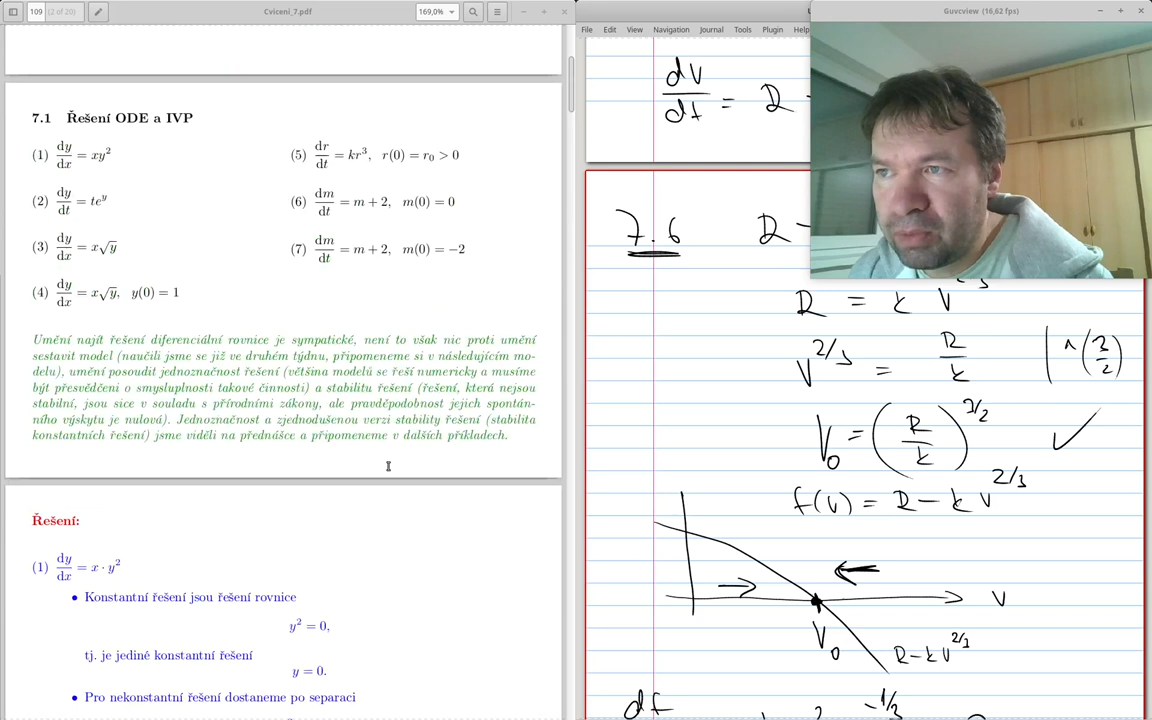 Cviceni_7.pdf
109 (2 of 20)
169,0%
Guvcview (16,62 fps)
File Edit View Navigation Journal Tools Plugin Help
7.1 Řešení ODE a IVP
(1) dy/dx = xy²
(2) dy/dt = te^y
(3) dy/dx = x√y
(4) dy/dx = x√y, y(0) = 1
(5) dr/dt = kr³, r(0) = r₀ > 0
(6) dm/dt = m + 2, m(0) = 0
(7) dm/dt = m + 2, m(0) = −2
Umění najít řešení diferenciální rovnice je sympatické, není to však nic proti umění
sestavit model (naučili jsme se již ve druhém týdnu, připomeneme si v následujícím mo-
delu), umění posoudit jednoznačnost řešení (většina modelů se řeší numericky a musíme
být přesvědčeni o smysluplnosti takové činnosti) a stabilitu řešení (řešení, která nejsou
stabilní, jsou sice v souladu s přírodními zákony, ale pravděpodobnost jejich spontán-
ního výskytu je nulová). Jednoznačnost a zjednodušenou verzi stability řešení (stabilita
konstantních řešení) jsme viděli na přednášce a připomeneme v dalších příkladech.
Řešení:
(1) dy/dx = x · y²
• Konstantní řešení jsou řešení rovnice
y² = 0,
tj. je jediné konstantní řešení
y = 0.
• Pro nekonstantní řešení dostaneme po separaci
dV/dt = R
7.6 R −
R = k V^2/3
V^2/3 = R/k | ^(3/2)
V₀ = (R/k)^3/2 ✓
f(V) = R − k V^2/3
V
V₀
R − k V^2/3
df